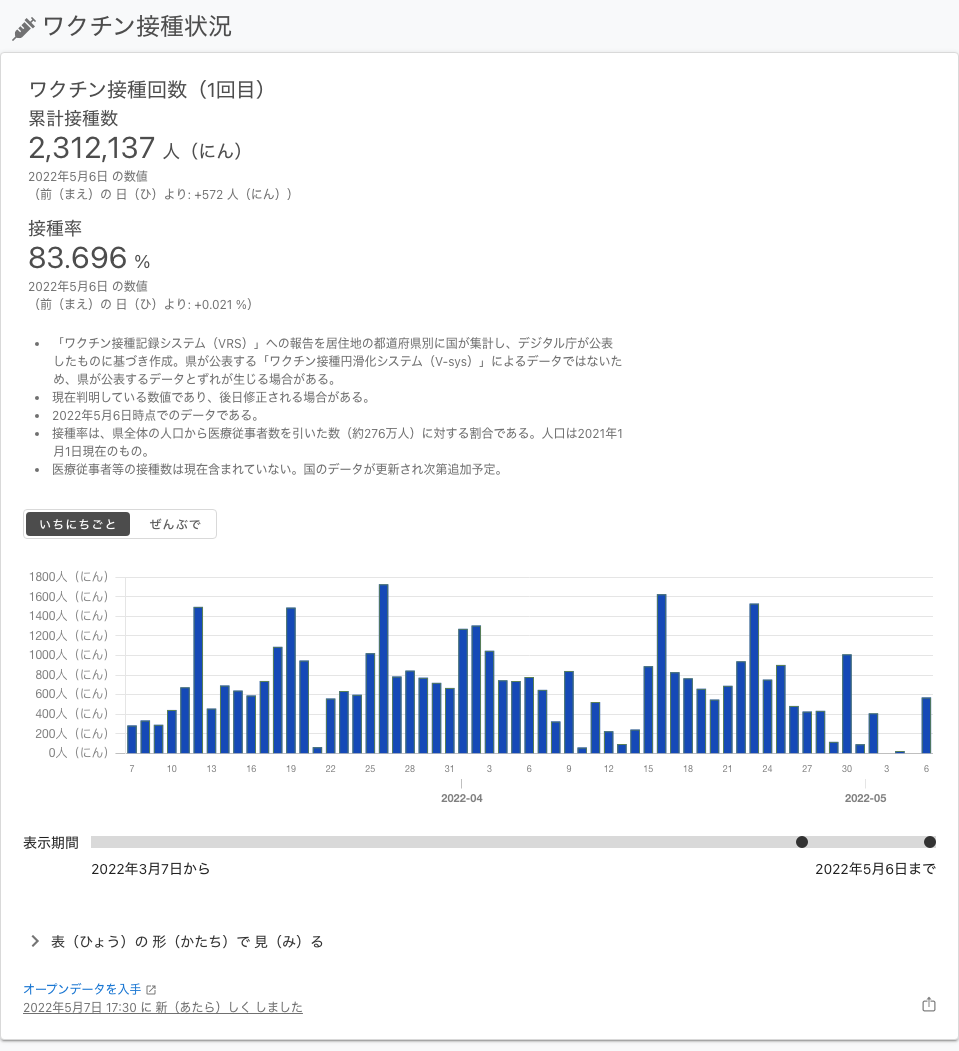 ワクチン接種状況
ワクチン接種回数（1回目）
累計接種数
2,312,137 人（にん）
2022年5月6日 の数値
（前（まえ）の 日（ひ）より: +572 人（にん））
接種率
83.696 %
2022年5月6日 の数値
（前（まえ）の 日（ひ）より: +0.021 %）
「ワクチン接種記録システム（VRS）」への報告を居住地の都道府県別に国が集計し、デジタル庁が公表
したものに基づき作成。県が公表する「ワクチン接種円滑化システム（V-sys）」によるデータではないた
め、県が公表するデータとずれが生じる場合がある。
現在判明している数値であり、後日修正される場合がある。
2022年5月6日時点でのデータである。
接種率は、県全体の人口から医療従事者数を引いた数（約276万人）に対する割合である。人口は2021年1
月1日現在のもの。
医療従事者等の接種数は現在含まれていない。国のデータが更新され次第追加予定。
いちにちごと ぜんぶで
1800人（にん）
1600人（にん）
1400人（にん）
1200人（にん）
1000人（にん）
800人（にん）
600人（にん）
400人（にん）
200人（にん）
0人（にん）
7 10 13 16 19 22 25 28 31 3 6 9 12 15 18 21 24 27 30 3 6
2022-04 2022-05
表示期間
2022年3月7日から 2022年5月6日まで
表（ひょう）の 形（かたち）で 見（み）る
オープンデータを入手
2022年5月7日 17:30 に 新（あたら）しく しました